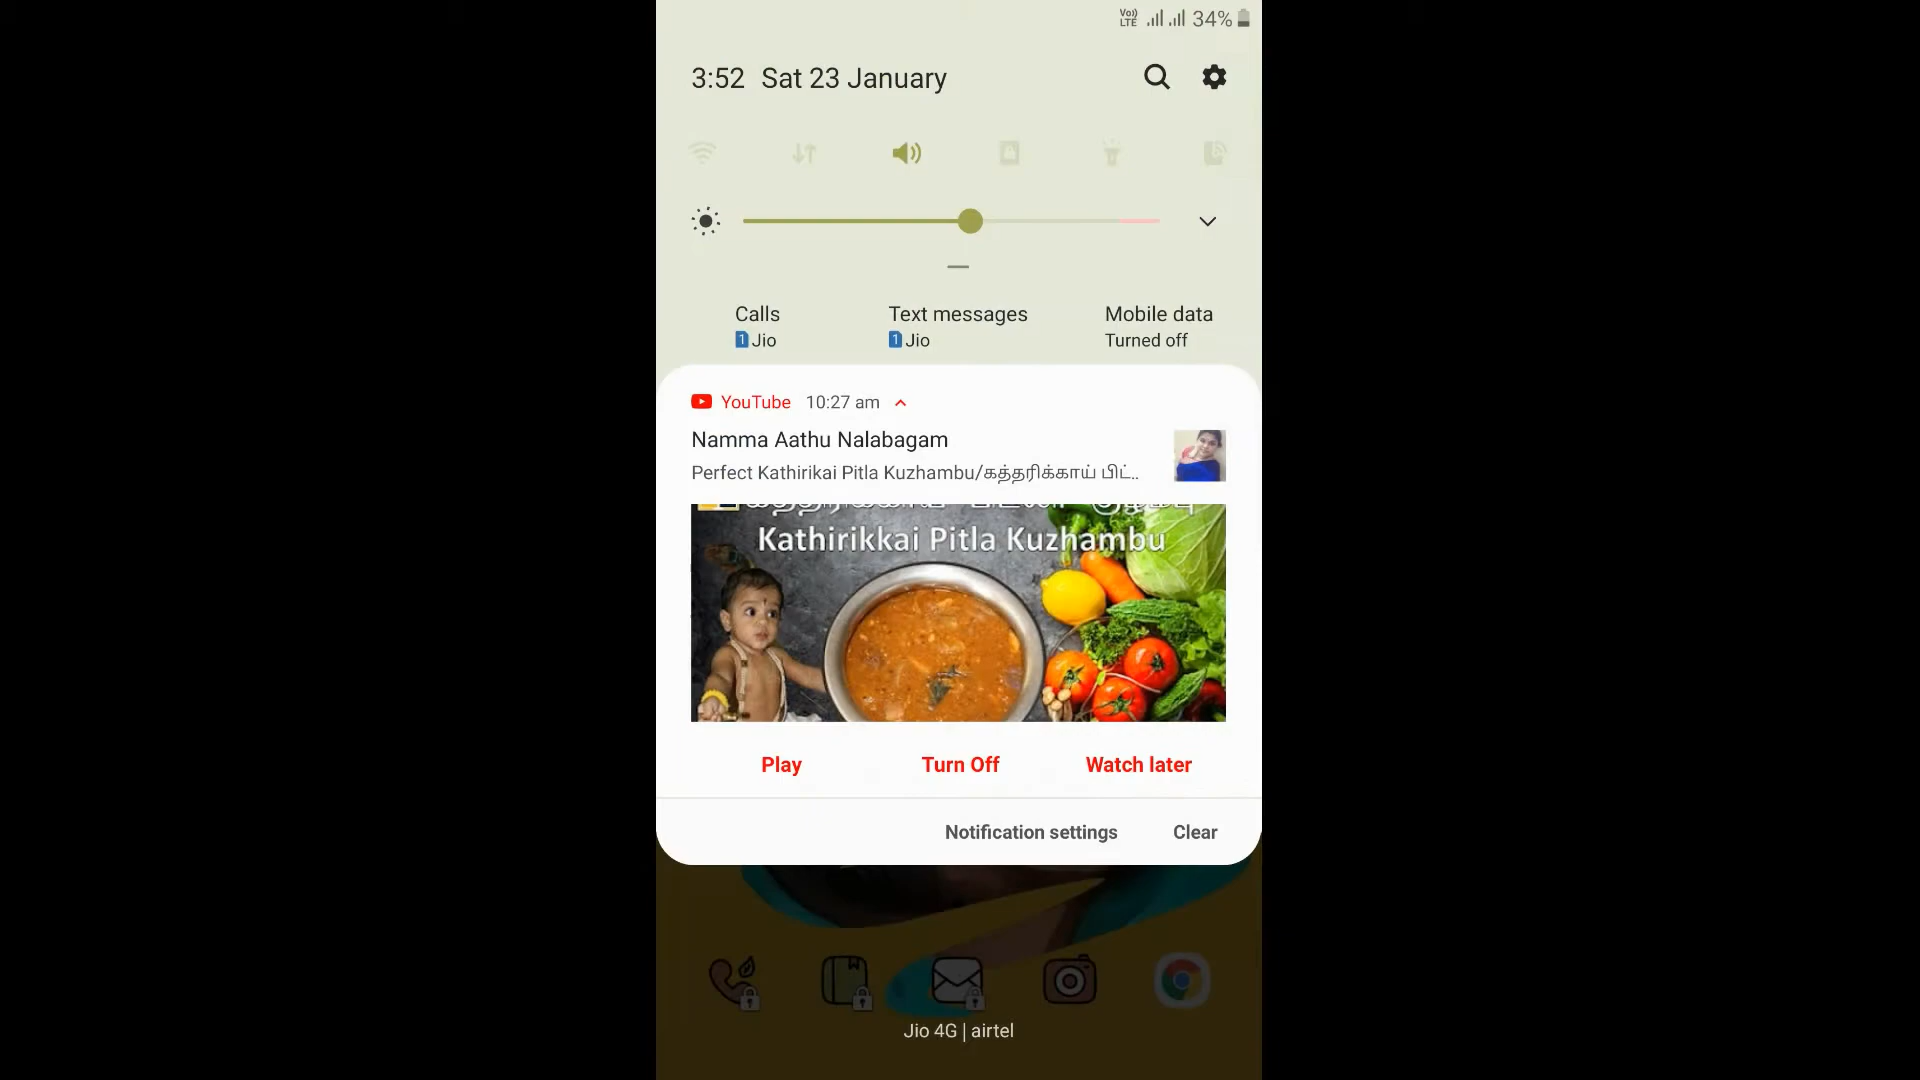 Vo)) LTE 34%
3:52 Sat 23 January
Calls Text messages Mobile data
1 Jio 1 Jio Turned off
YouTube 10:27 am
Namma Aathu Nalabagam
Perfect Kathirikai Pitla Kuzhambu/கத்தரிக்காய் பிட்..
Kathirikkai Pitla Kuzhambu
Play Turn Off Watch later
Notification settings Clear
Jio 4G | airtel